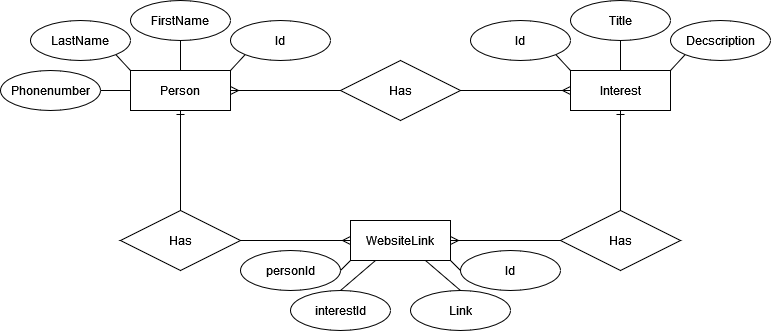 FirstName
Title
LastName
Id
Id
Decscription
Phonenumber
Person
Has
Interest
Has
WebsiteLink
Has
personId
Id
interestId
Link